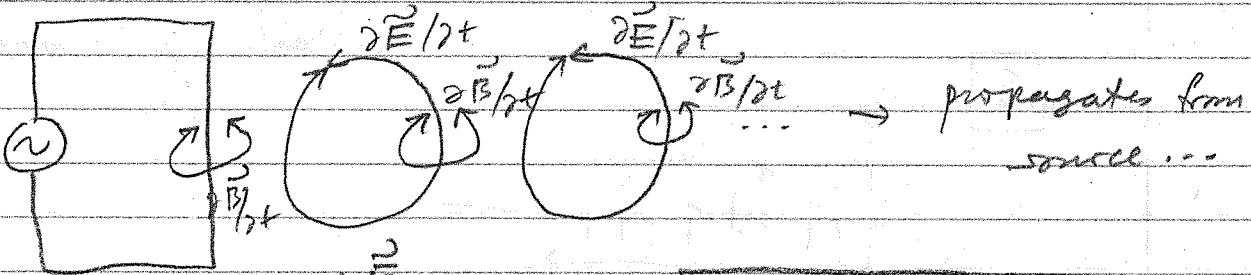 ∂E⃗/∂t ∂E⃗/∂t
∂B⃗/∂t ∂B⃗/∂t
... → propagates from
source ...
∂B⃗/∂t